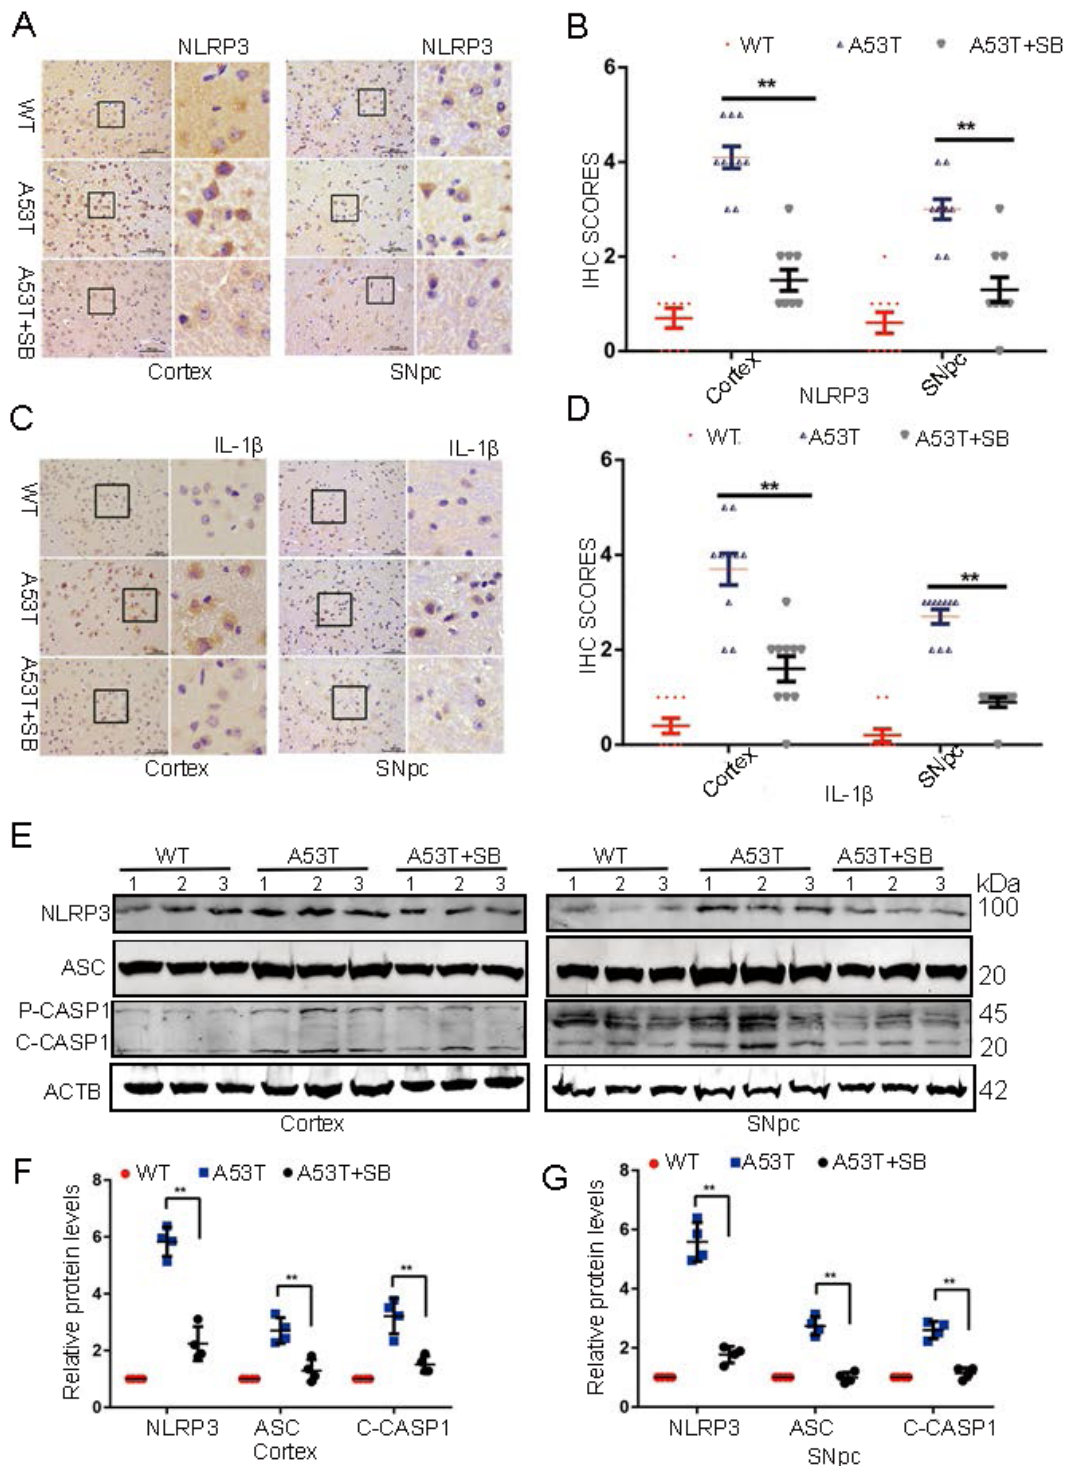 A
NLRP3 NLRP3
WT
A53T
A53T+SB
Cortex SNpc
B
WT A53T A53T+SB
6
4
2
0
IHC SCORES
** **
Cortex SNpc
NLRP3
C
IL-1β IL-1β
WT
A53T
A53T+SB
Cortex SNpc
D
WT A53T A53T+SB
6
4
2
0
IHC SCORES
** **
Cortex SNpc
IL-1β
E
WT A53T A53T+SB WT A53T A53T+SB
1 2 3 1 2 3 1 2 3 1 2 3 1 2 3 1 2 3 kDa
NLRP3 100
ASC 20
P-CASP1 45
C-CASP1 20
ACTB 42
Cortex SNpc
F
WT A53T A53T+SB
8
6
4
2
0
Relative protein levels
** ** **
NLRP3 ASC C-CASP1
Cortex
G
WT A53T A53T+SB
8
6
4
2
0
Relative protein levels
** ** **
NLRP3 ASC C-CASP1
SNpc